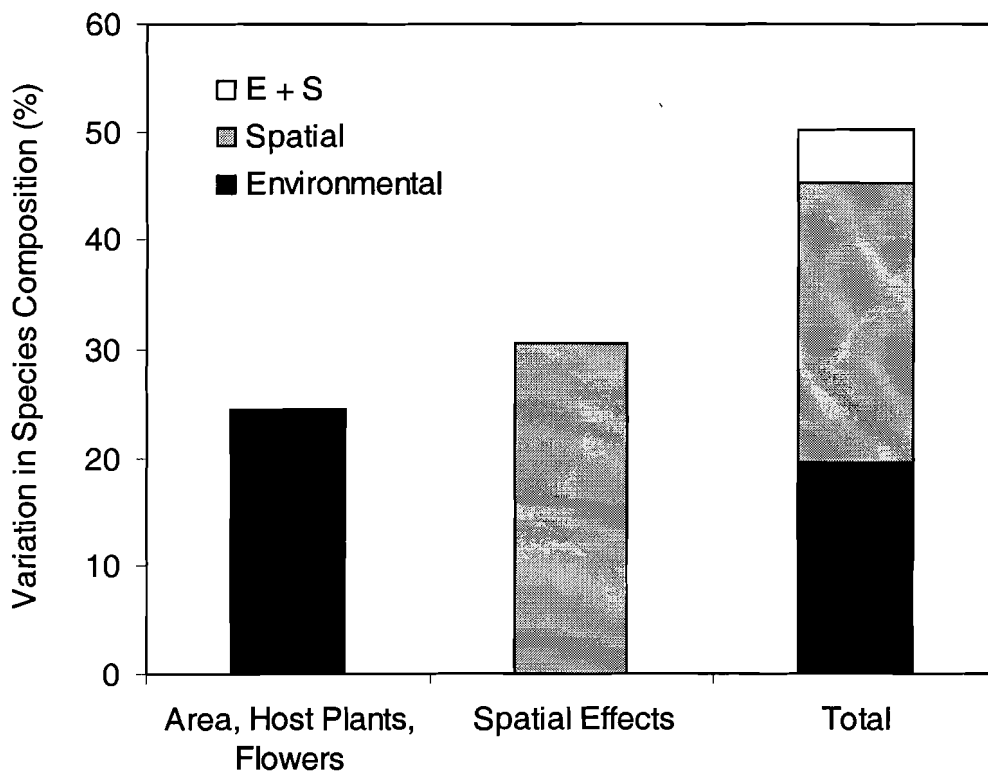 Variation in Species Composition (%)
60
50
40
30
20
10
0
E + S
Spatial
Environmental
Area, Host Plants,
Flowers
Spatial Effects
Total